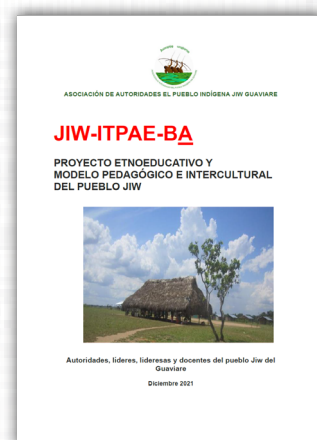 ASOCIACIÓN DE AUTORIDADES EL PUEBLO INDÍGENA JIW GUAVIARE
JIW-ITPAE-BA
PROYECTO ETNOEDUCATIVO Y
MODELO PEDAGÓGICO E INTERCULTURAL
DEL PUEBLO JIW
Autoridades, líderes, lideresas y docentes del pueblo Jiw del
Guaviare
Diciembre 2021